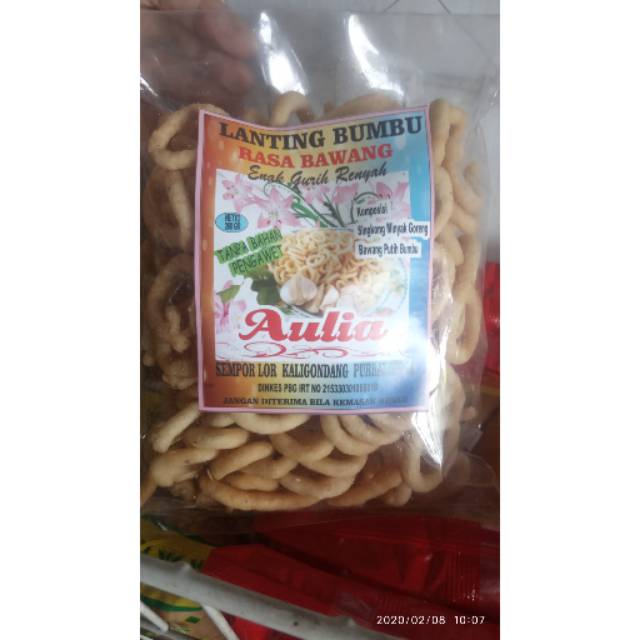 LANTING BUMBU
RASA BAWANG
Enak Gurih Renyah
NETTO
Komposisi
Singkong Minyak Goreng
Bawang Putih Bumbu
TANPA BAHAN
PENGAWET
Aulia
SEMPOR LOR KALIGONDANG
DINKES PBG IRT NO
JANGAN DITERIMA BILA KEMASAN
2020/02/08 10:07